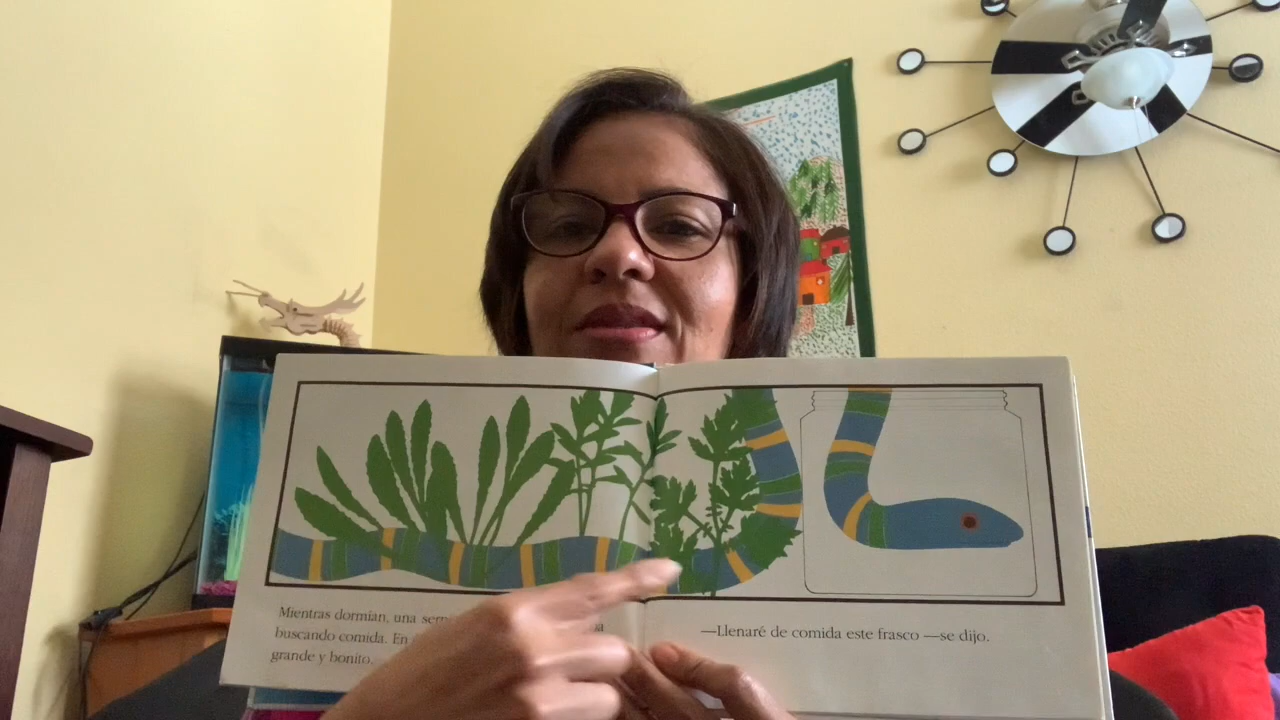 Mientras dormían, una
buscando comida. En
grande y bonito.
—Llenaré de comida este frasco —se dijo.